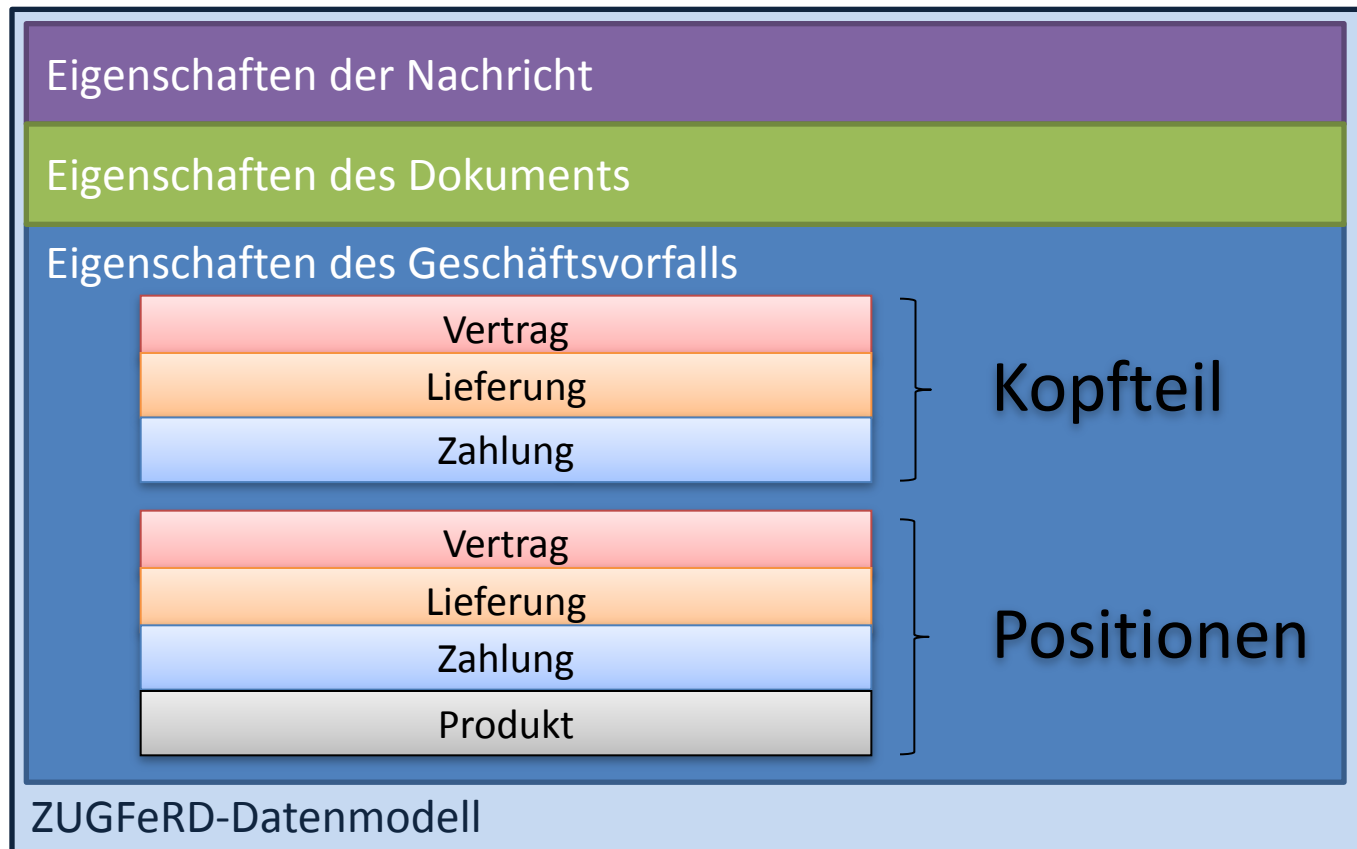 Eigenschaften der Nachricht
Eigenschaften des Dokuments
Eigenschaften des Geschäftsvorfalls
Vertrag
Lieferung
Zahlung
Kopfteil
Vertrag
Lieferung
Zahlung
Produkt
Positionen
ZUGFeRD-Datenmodell